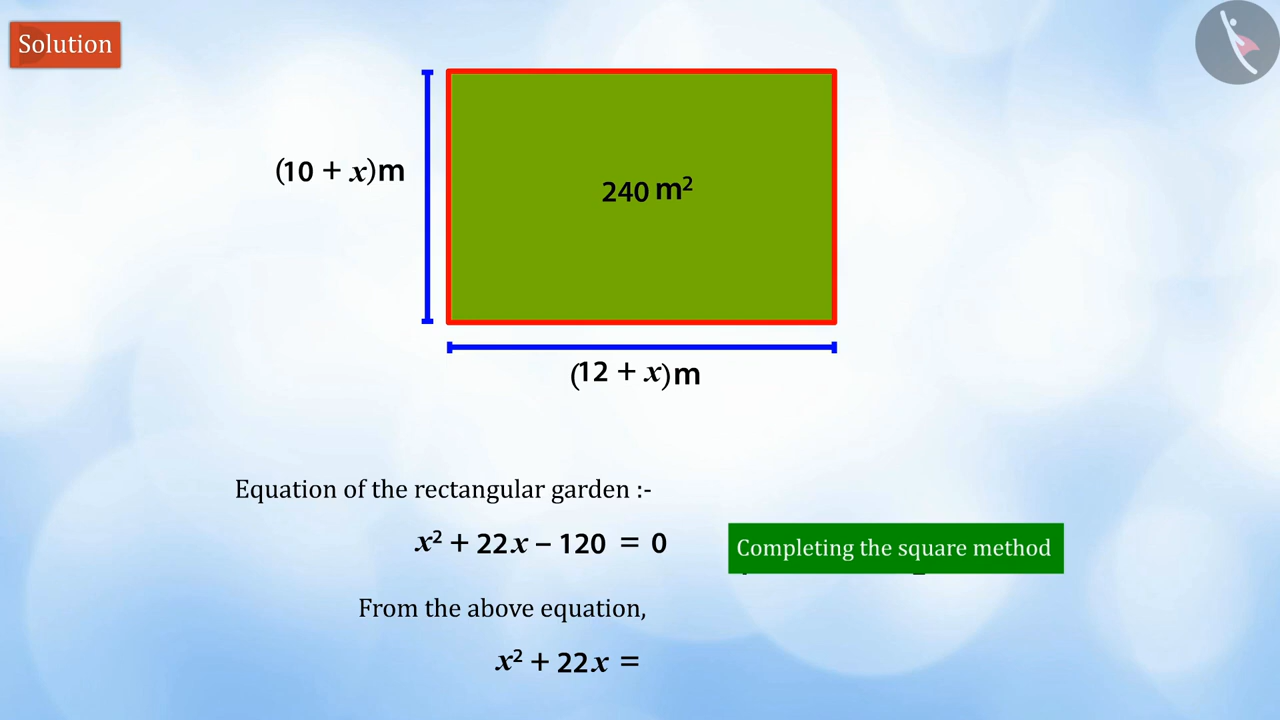 Solution
(10 + x)m
240 m²
(12 + x)m
Equation of the rectangular garden :-
x² + 22x – 120 = 0
Completing the square method
From the above equation,
x² + 22x =